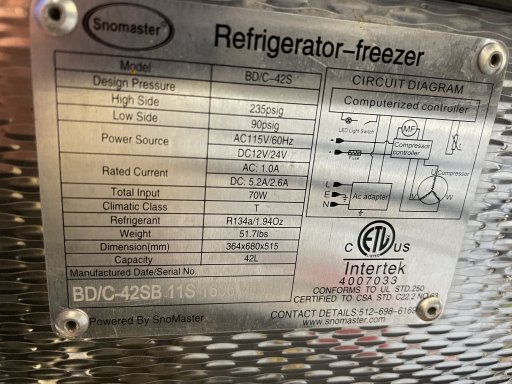 Snomaster
Refrigerator-freezer
Model BD/C-42S
Design Pressure
High Side 235psig
Low Side 90psig
Power Source AC115V/60Hz
DC12V/24V
Rated Current AC: 1.0A
DC: 5.2A/2.6A
Total Input 70W
Climatic Class T
Refrigerant R134a/1.94Oz
Weight 51.7lbs
Dimension(mm) 364x680x515
Capacity 42L
Manufactured Date/Serial No.
BD/C-42SB 11S
Powered By SnoMaster
CIRCUIT DIAGRAM
Computerized controller
LED Light Switch
MF
Compressor
controller
Compressor
L
E
N
Ac adapter
C ETL US
Intertek
4007033
CONFORMS TO UL STD.250
CERTIFIED TO CSA STD C22.2 NO.63
CONTACT DETAILS 512-698-6169
www.snomaster.com